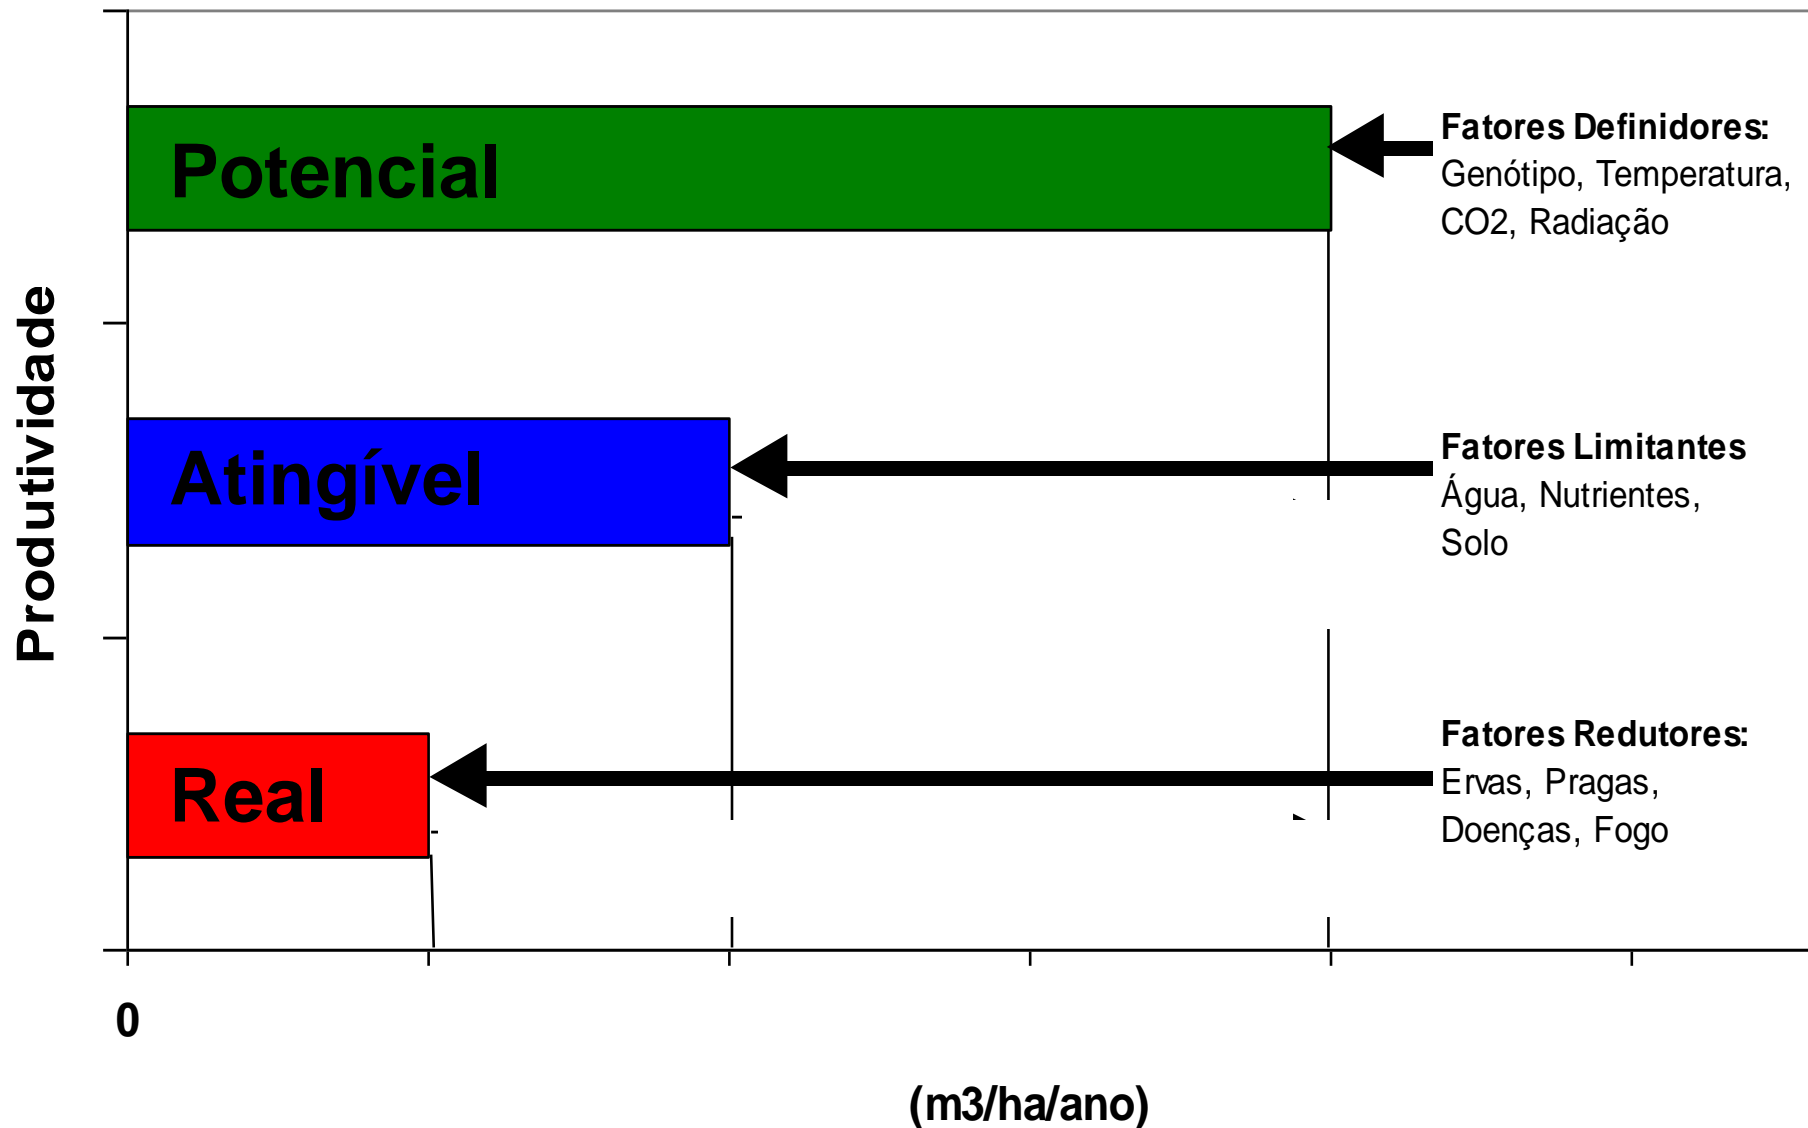 Produtividade
Potencial
Fatores Definidores:
Genótipo, Temperatura,
CO2, Radiação
Atingível
Fatores Limitantes
Água, Nutrientes,
Solo
Real
Fatores Redutores:
Ervas, Pragas,
Doenças, Fogo
0
(m3/ha/ano)